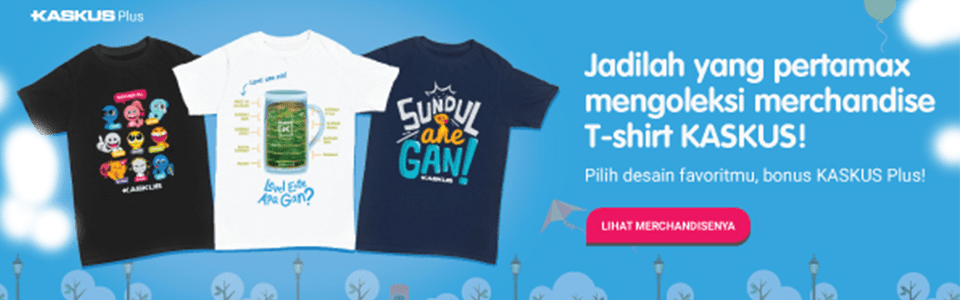 KASKUS Plus
Jadilah yang pertamax
mengoleksi merchandise
T-shirt KASKUS!
Pilih desain favoritmu, bonus KASKUS Plus!
LIHAT MERCHANDISENYA
KASKUS
K
Level Ente
Apa Gan?
SUNDUL
ane
GAN!
KASKUS